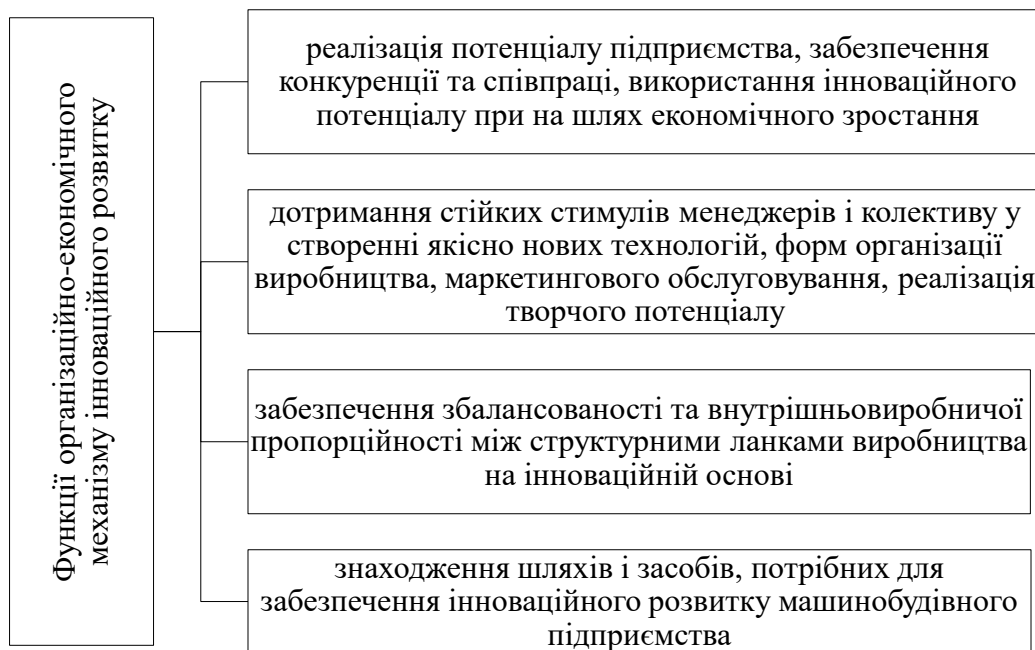 Функції організаційно-економічного
механізму інноваційного розвитку
реалізація потенціалу підприємства, забезпечення
конкуренції та співпраці, використання інноваційного
потенціалу при на шлях економічного зростання
дотримання стійких стимулів менеджерів і колективу у
створенні якісно нових технологій, форм організації
виробництва, маркетингового обслуговування, реалізація
творчого потенціалу
забезпечення збалансованості та внутрішньовиробничої
пропорційності між структурними ланками виробництва
на інноваційній основі
знаходження шляхів і засобів, потрібних для
забезпечення інноваційного розвитку машинобудівного
підприємства